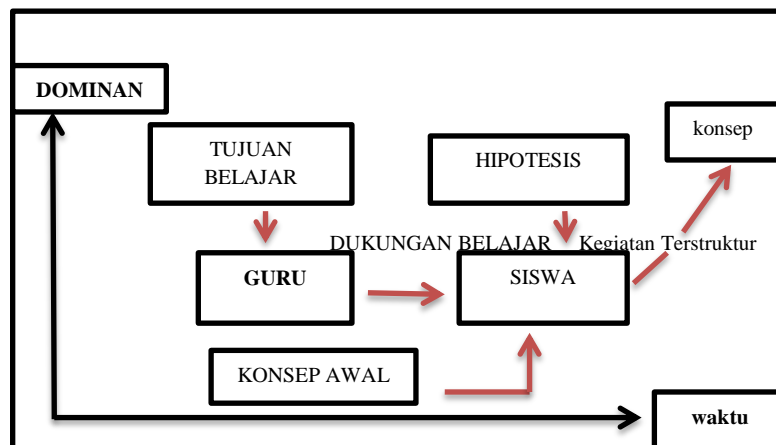 DOMINAN
konsep
TUJUAN
BELAJAR
HIPOTESIS
DUKUNGAN BELAJAR
Kegiatan Terstruktur
GURU
SISWA
KONSEP AWAL
waktu